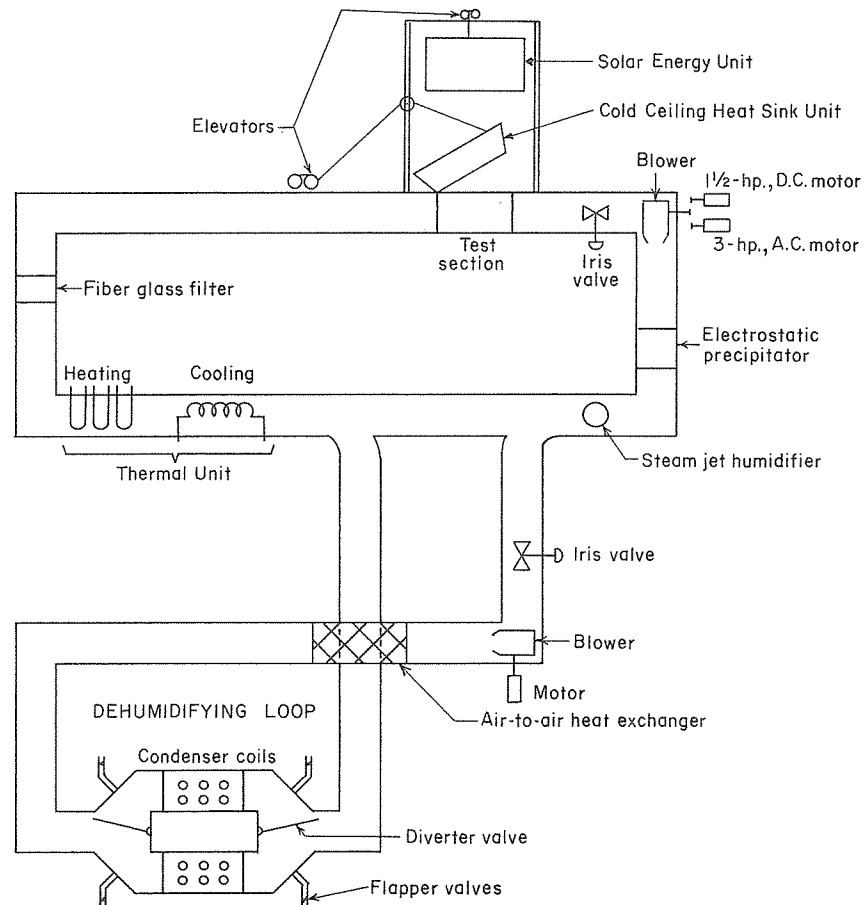 Solar Energy Unit
Cold Ceiling Heat Sink Unit
Elevators
Blower
1½-hp., D.C. motor
3-hp., A.C. motor
Test
section
Iris
valve
Fiber glass filter
Electrostatic
precipitator
Heating
Cooling
Thermal Unit
Steam jet humidifier
Iris valve
Blower
Motor
Air-to-air heat exchanger
DEHUMIDIFYING LOOP
Condenser coils
Diverter valve
Flapper valves